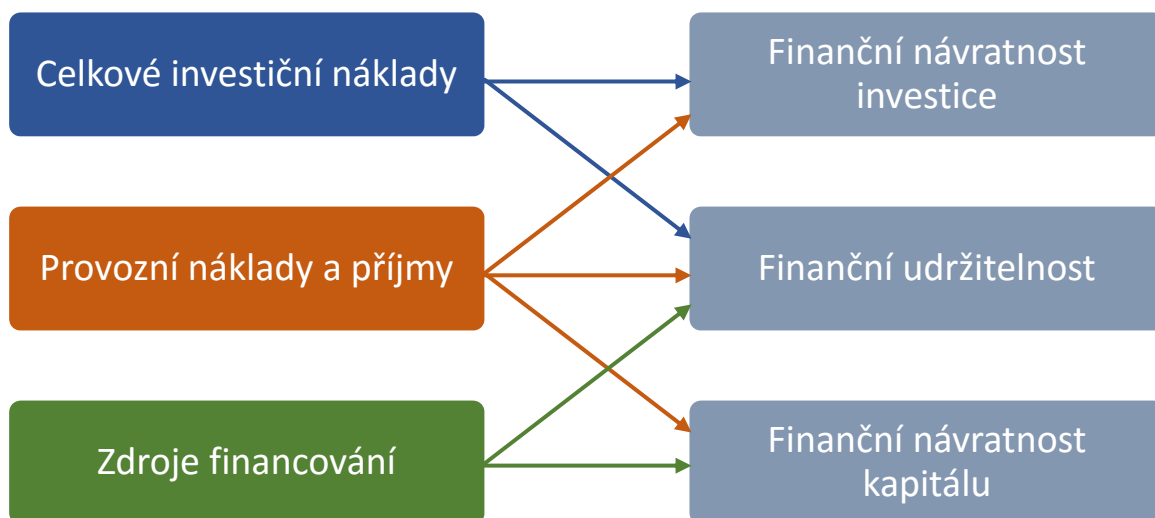 Celkové investiční náklady
Finanční návratnost
investice
Provozní náklady a příjmy
Finanční udržitelnost
Zdroje financování
Finanční návratnost
kapitálu